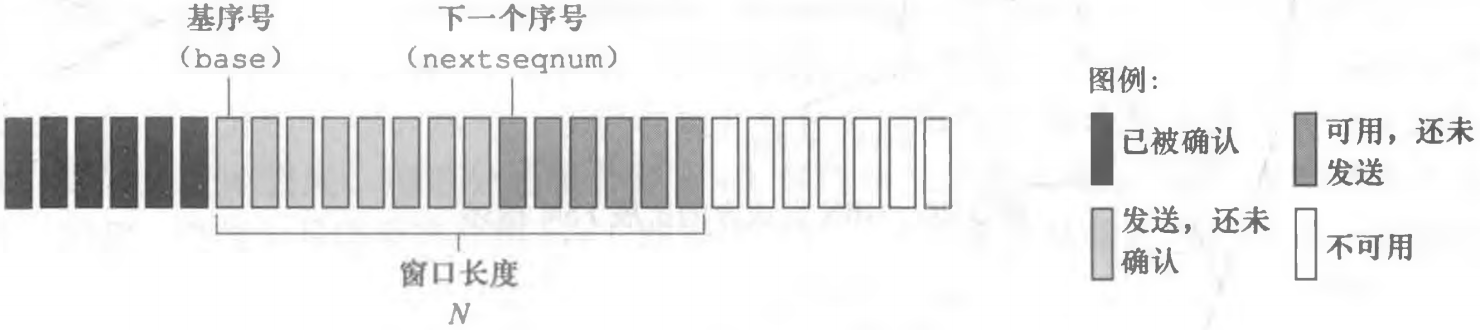 基序号
(base)
下一个序号
(nextseqnum)
窗口长度
N
图例:
已被确认
可用，还未
发送
发送，还未
确认
不可用